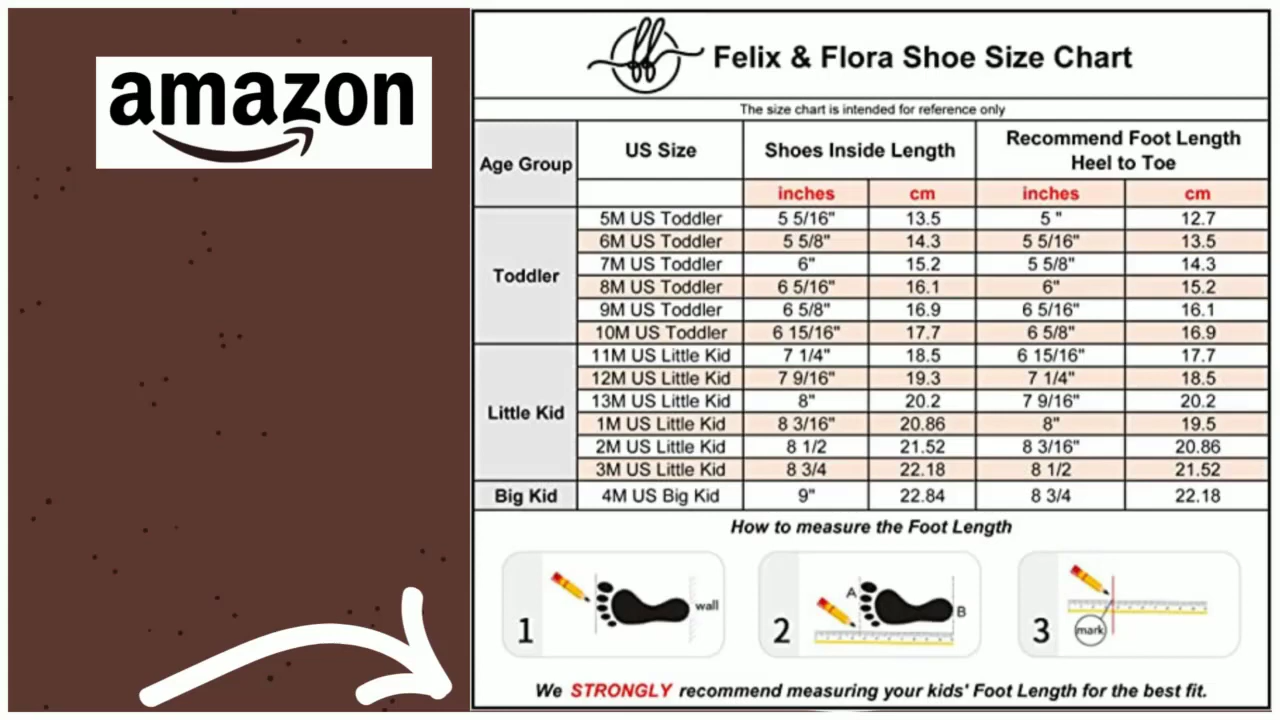 amazon
ff
Felix & Flora Shoe Size Chart
The size chart is intended for reference only
Age Group US Size Shoes Inside Length Recommend Foot Length Heel to Toe
inches cm inches cm
Toddler
5M US Toddler 5 5/16" 13.5 5 " 12.7
6M US Toddler 5 5/8" 14.3 5 5/16" 13.5
7M US Toddler 6" 15.2 5 5/8" 14.3
8M US Toddler 6 5/16" 16.1 6" 15.2
9M US Toddler 6 5/8" 16.9 6 5/16" 16.1
10M US Toddler 6 15/16" 17.7 6 5/8" 16.9
Little Kid
11M US Little Kid 7 1/4" 18.5 6 15/16" 17.7
12M US Little Kid 7 9/16" 19.3 7 1/4" 18.5
13M US Little Kid 8" 20.2 7 9/16" 20.2
1M US Little Kid 8 3/16" 20.86 8" 19.5
2M US Little Kid 8 1/2 21.52 8 3/16" 20.86
3M US Little Kid 8 3/4 22.18 8 1/2 21.52
Big Kid 4M US Big Kid 9" 22.84 8 3/4 22.18
How to measure the Foot Length
1 wall
2 A B
3 mark
We STRONGLY recommend measuring your kids' Foot Length for the best fit.